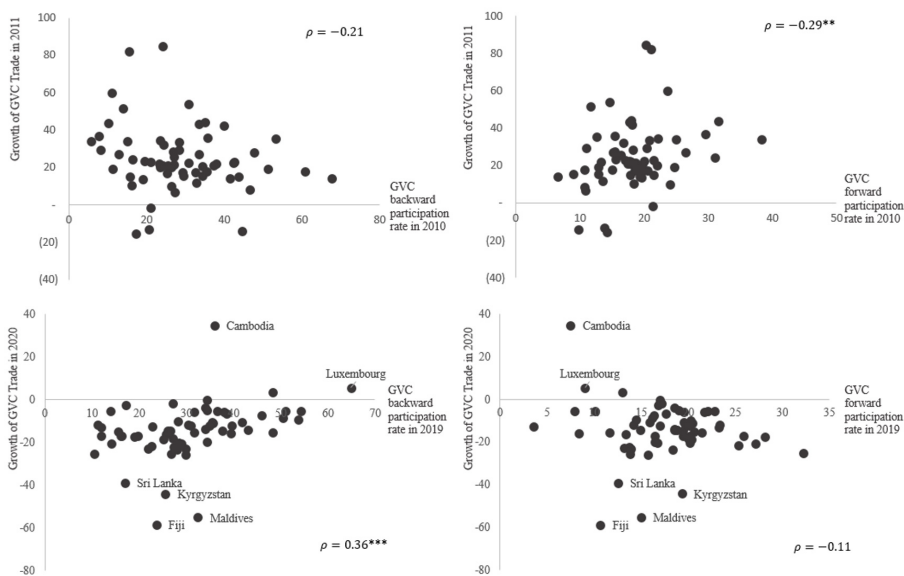 Growth of GVC Trade in 2011
100
80
60
40
20
-
(20)
(40)
0
20
40
60
80
ρ = −0.21
GVC
backward
participation
rate in 2010
Growth of GVC Trade in 2011
100
80
60
40
20
-
(20)
(40)
0
10
20
30
40
50
ρ = −0.29**
GVC
forward
participation
rate in 2010
Growth of GVC Trade in 2020
40
20
0
-20
-40
-60
-80
0
10
20
30
40
50
60
70
Cambodia
Luxembourg
GVC
backward
participation
rate in 2019
Sri Lanka
Kyrgyzstan
Maldives
Fiji
ρ = 0.36***
Growth of GVC Trade in 2020
40
20
0
-20
-40
-60
-80
0
5
10
15
20
25
30
35
Cambodia
Luxembourg
GVC
forward
participation
rate in 2019
Sri Lanka
Kyrgyzstan
Maldives
Fiji
ρ = −0.11